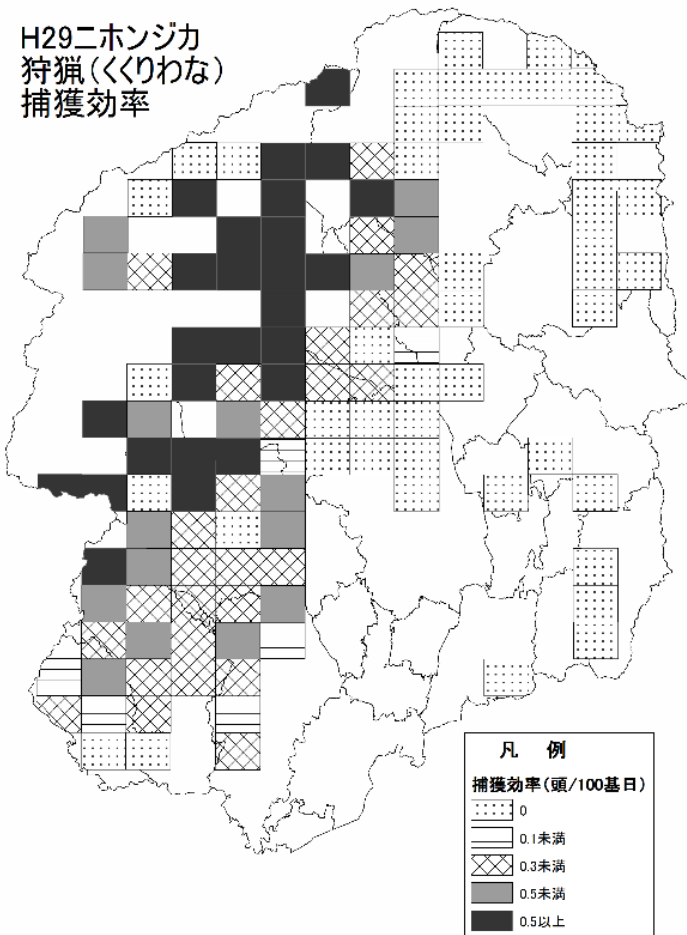 H29ニホンジカ
狩猟(くくりわな)
捕獲効率
凡 例
捕獲効率(頭/100基日)
0
0.1未満
0.3未満
0.5未満
0.5以上